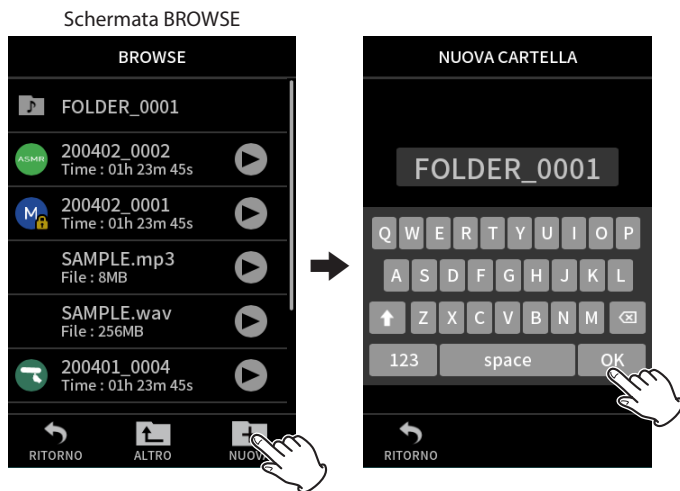 Schermata BROWSE
BROWSE
FOLDER_0001
ASMR
200402_0002
Time : 01h 23m 45s
M
200402_0001
Time : 01h 23m 45s
SAMPLE.mp3
File : 8MB
SAMPLE.wav
File : 256MB
200401_0004
Time : 01h 23m 45s
RITORNO
ALTRO
NUOVA
NUOVA CARTELLA
FOLDER_0001
Q W E R T Y U I O P
A S D F G H J K L
Z X C V B N M
123 space OK
RITORNO